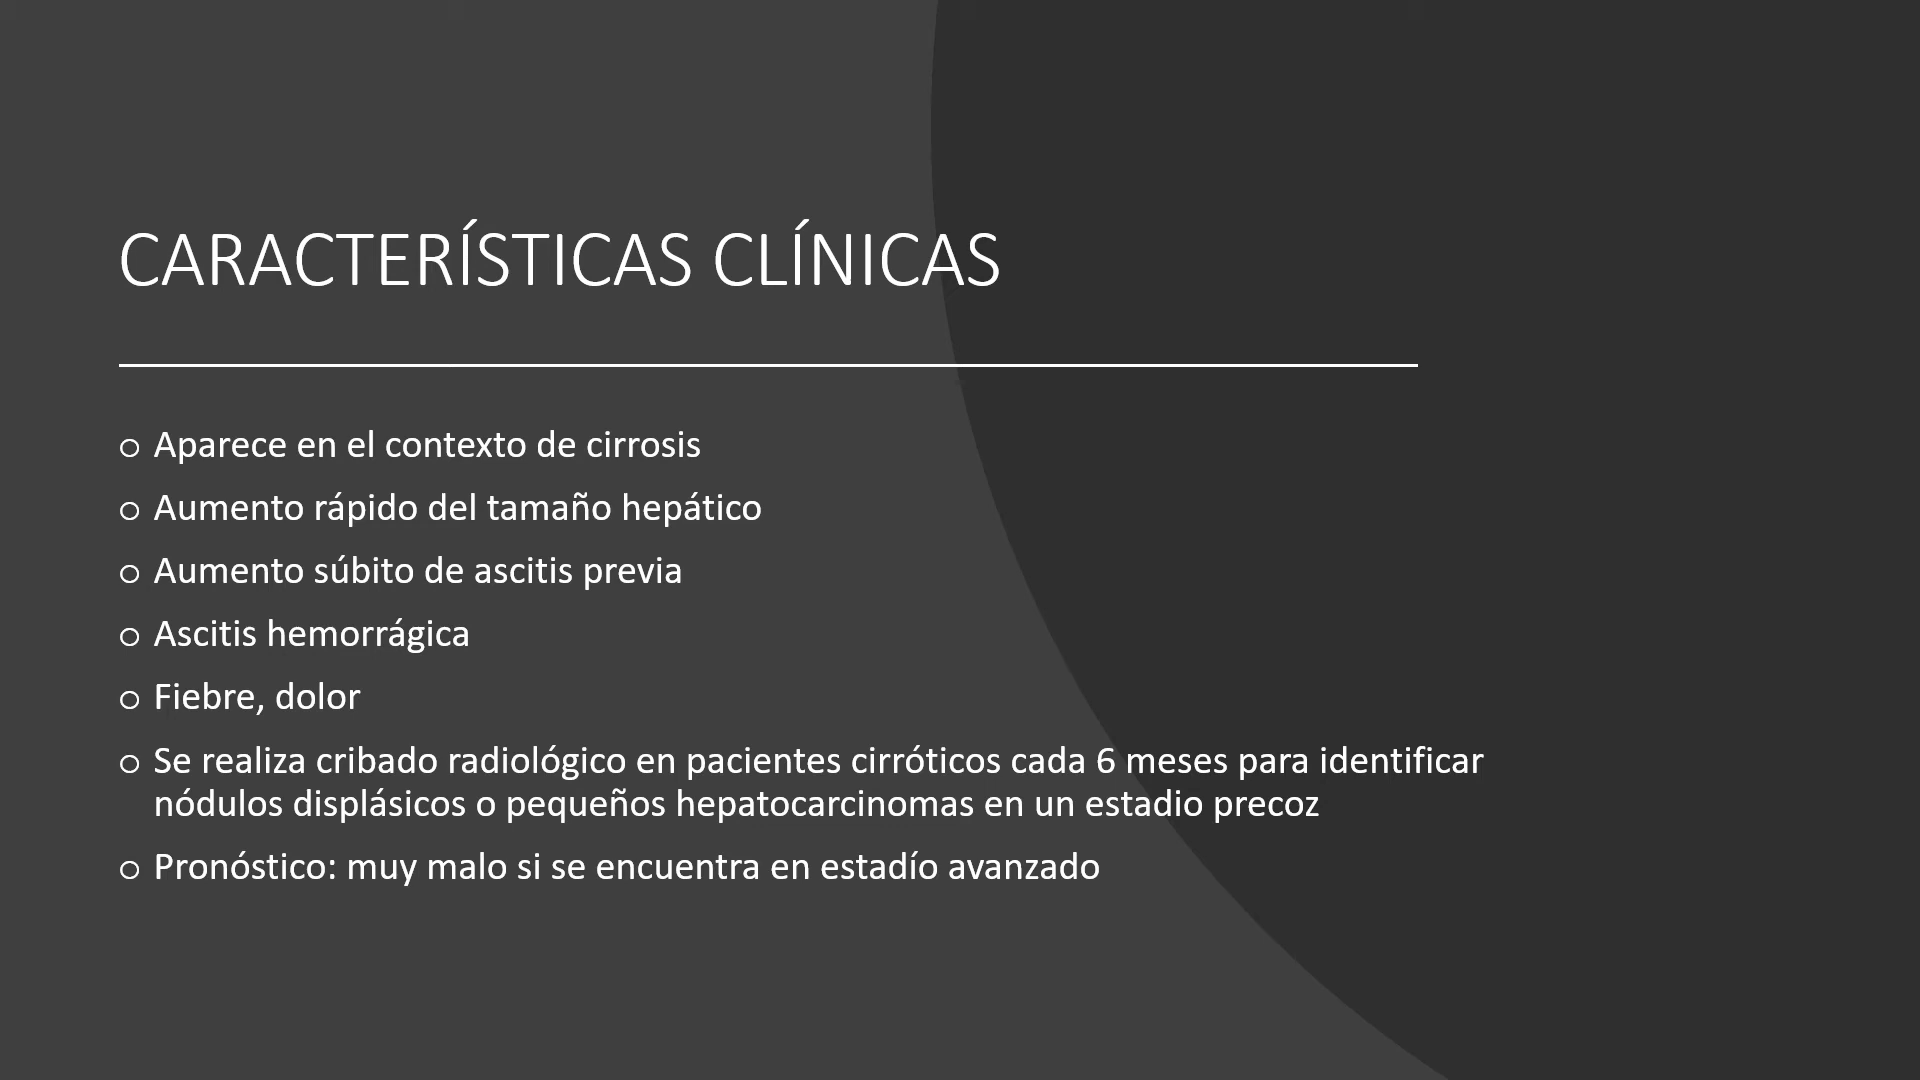 CARACTERÍSTICAS CLÍNICAS
o Aparece en el contexto de cirrosis
o Aumento rápido del tamaño hepático
o Aumento súbito de ascitis previa
o Ascitis hemorrágica
o Fiebre, dolor
o Se realiza cribado radiológico en pacientes cirróticos cada 6 meses para identificar
nódulos displásicos o pequeños hepatocarcinomas en un estadio precoz
o Pronóstico: muy malo si se encuentra en estadío avanzado